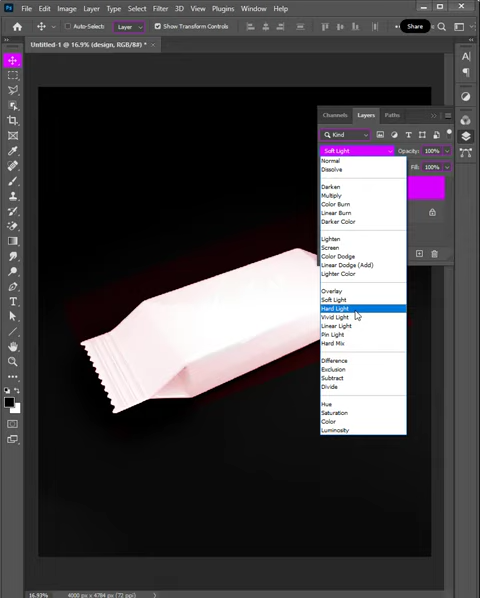 Ps File Edit Image Layer Type Select Filter 3D View Plugins Window Help
Auto-Select: Layer Show Transform Controls Share
Untitled-1 @ 16.9% (design, RGB/8#) * ×
Channels Layers Paths
Kind
Soft Light Opacity: 100%
Normal Fill: 100%
Dissolve
Darken
Multiply
Color Burn
Linear Burn
Darker Color
Lighten
Screen
Color Dodge
Linear Dodge (Add)
Lighter Color
Overlay
Soft Light
Hard Light
Vivid Light
Linear Light
Pin Light
Hard Mix
Difference
Exclusion
Subtract
Divide
Hue
Saturation
Color
Luminosity
16.93% 4000 px x 4784 px (72 ppi)